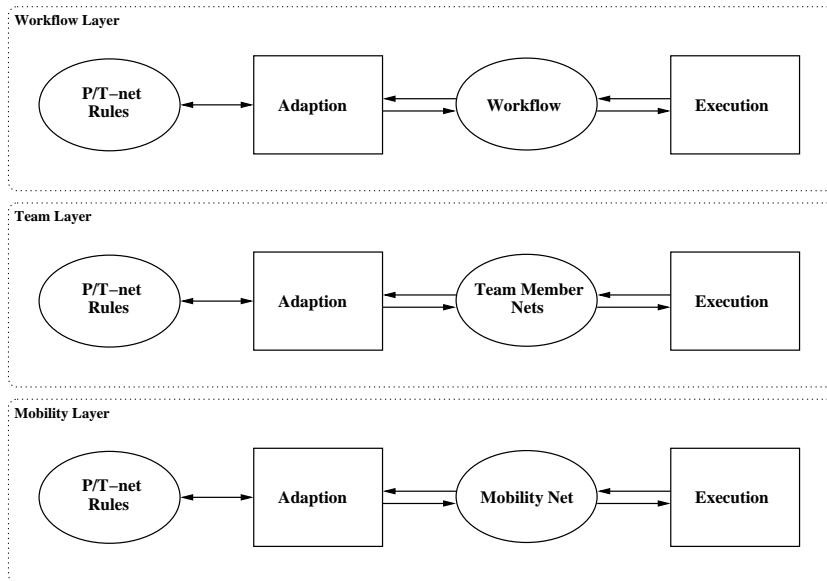 Workflow Layer
P/T−net
Rules
Adaption
Workflow
Execution
Team Layer
P/T−net
Rules
Adaption
Team Member
Nets
Execution
Mobility Layer
P/T−net
Rules
Adaption
Mobility Net
Execution